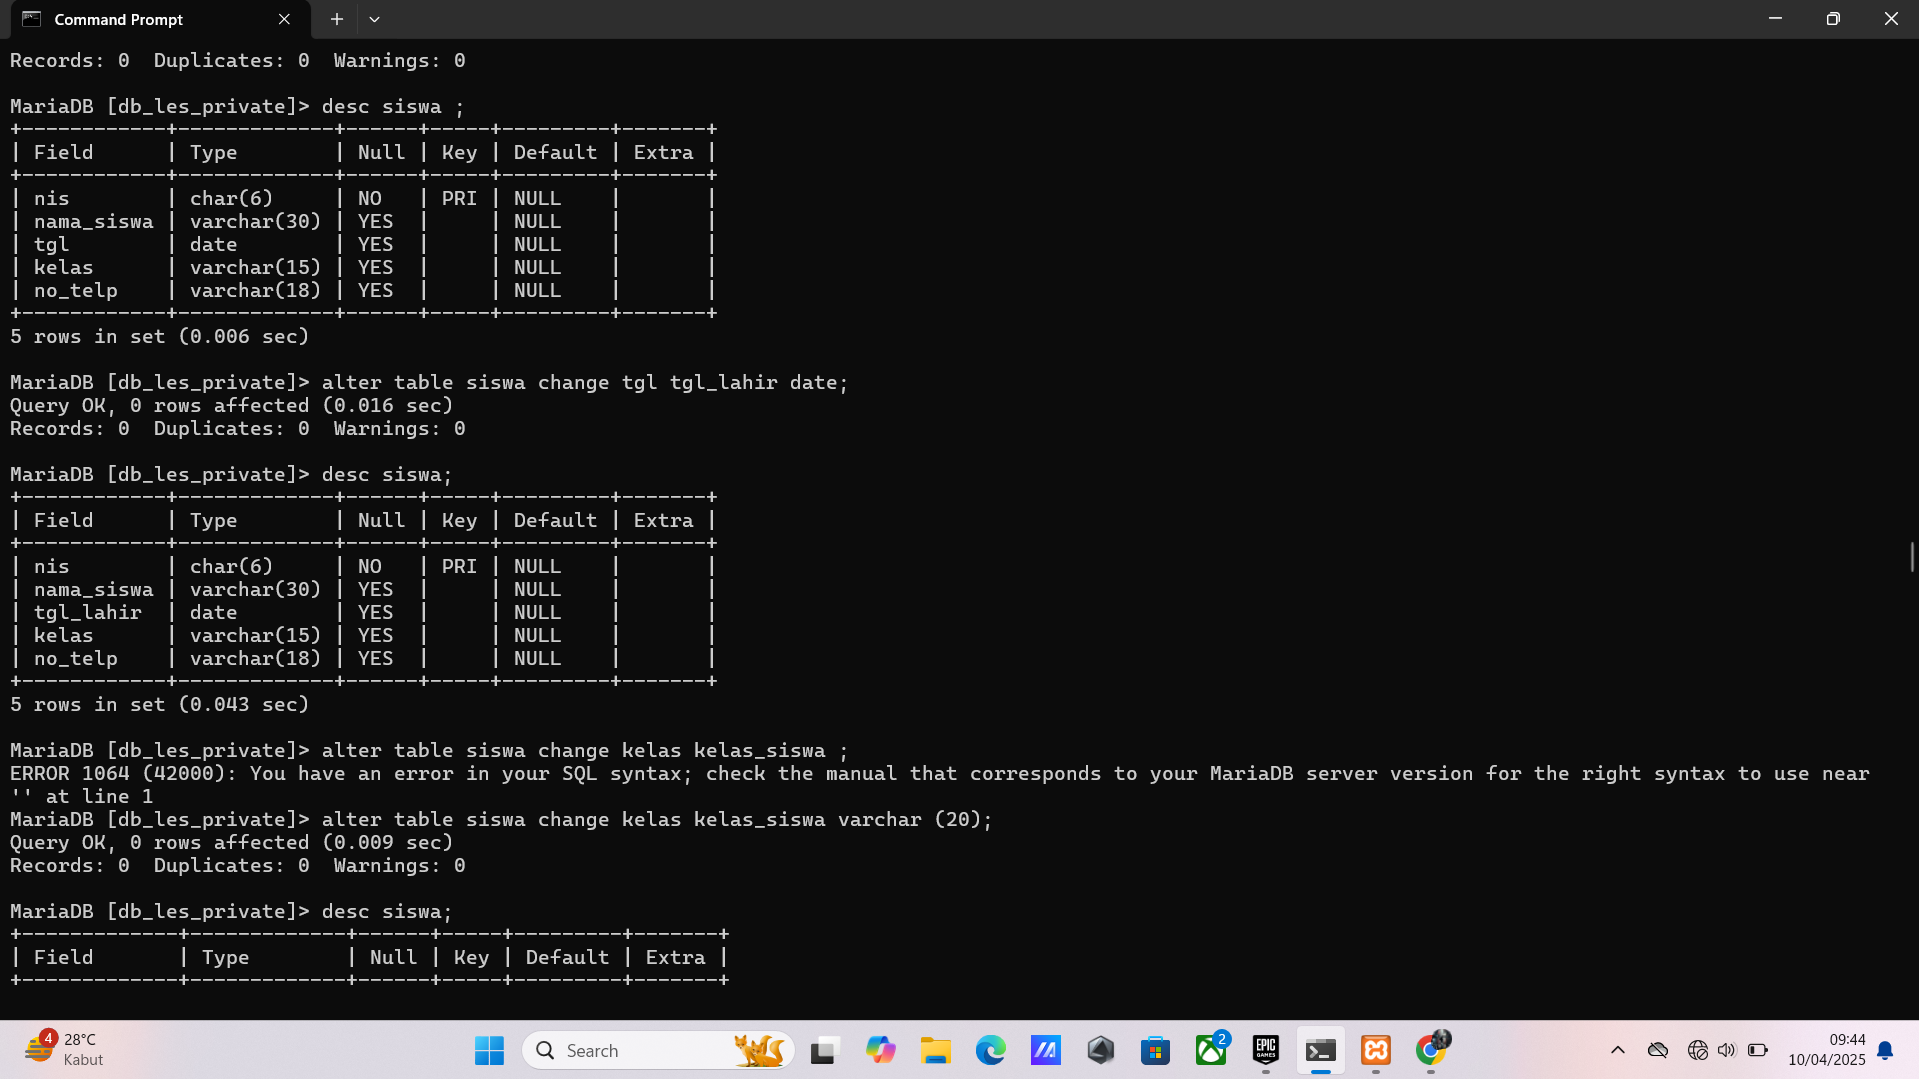 Command Prompt
Records: 0  Duplicates: 0  Warnings: 0
MariaDB [db_les_private]> desc siswa ;
+------------+-------------+------+-----+---------+-------+
| Field      | Type        | Null | Key | Default | Extra |
+------------+-------------+------+-----+---------+-------+
| nis        | char(6)     | NO   | PRI | NULL    |       |
| nama_siswa | varchar(30) | YES  |     | NULL    |       |
| tgl        | date        | YES  |     | NULL    |       |
| kelas      | varchar(15) | YES  |     | NULL    |       |
| no_telp    | varchar(18) | YES  |     | NULL    |       |
+------------+-------------+------+-----+---------+-------+
5 rows in set (0.006 sec)
MariaDB [db_les_private]> alter table siswa change tgl tgl_lahir date;
Query OK, 0 rows affected (0.016 sec)
Records: 0  Duplicates: 0  Warnings: 0
MariaDB [db_les_private]> desc siswa;
+------------+-------------+------+-----+---------+-------+
| Field      | Type        | Null | Key | Default | Extra |
+------------+-------------+------+-----+---------+-------+
| nis        | char(6)     | NO   | PRI | NULL    |       |
| nama_siswa | varchar(30) | YES  |     | NULL    |       |
| tgl_lahir  | date        | YES  |     | NULL    |       |
| kelas      | varchar(15) | YES  |     | NULL    |       |
| no_telp    | varchar(18) | YES  |     | NULL    |       |
+------------+-------------+------+-----+---------+-------+
5 rows in set (0.043 sec)
MariaDB [db_les_private]> alter table siswa change kelas kelas_siswa ;
ERROR 1064 (42000): You have an error in your SQL syntax; check the manual that corresponds to your MariaDB server version for the right syntax to use near
'' at line 1
MariaDB [db_les_private]> alter table siswa change kelas kelas_siswa varchar (20);
Query OK, 0 rows affected (0.009 sec)
Records: 0  Duplicates: 0  Warnings: 0
MariaDB [db_les_private]> desc siswa;
+-------------+-------------+------+-----+---------+-------+
| Field       | Type        | Null | Key | Default | Extra |
+-------------+-------------+------+-----+---------+-------+
4
28°C
Kabut
Search
2
EPIC
GAMES
09:44
10/04/2025